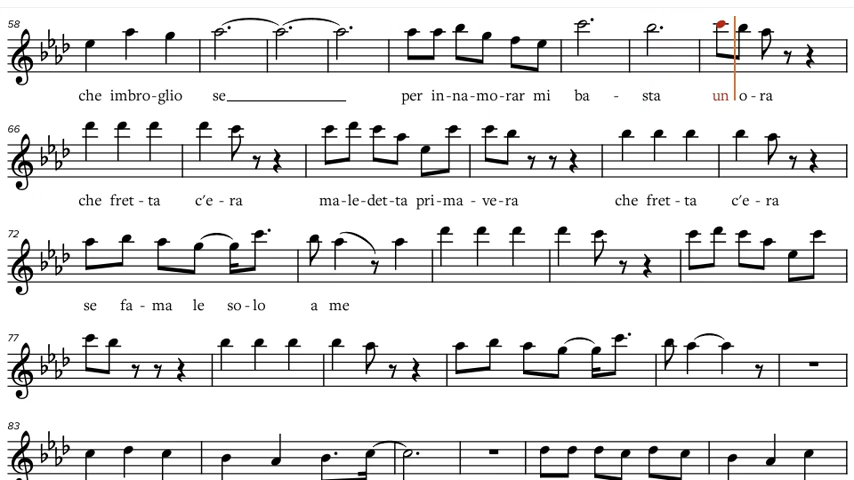 58
che imbro-glio se______ per in-na-mo-rar mi ba - sta un o - ra
66
che fret - ta c'e - ra ma-le-det-ta pri-ma - ve-ra che fret - ta c'e - ra
72
se fa - ma le so - lo a me
77
83